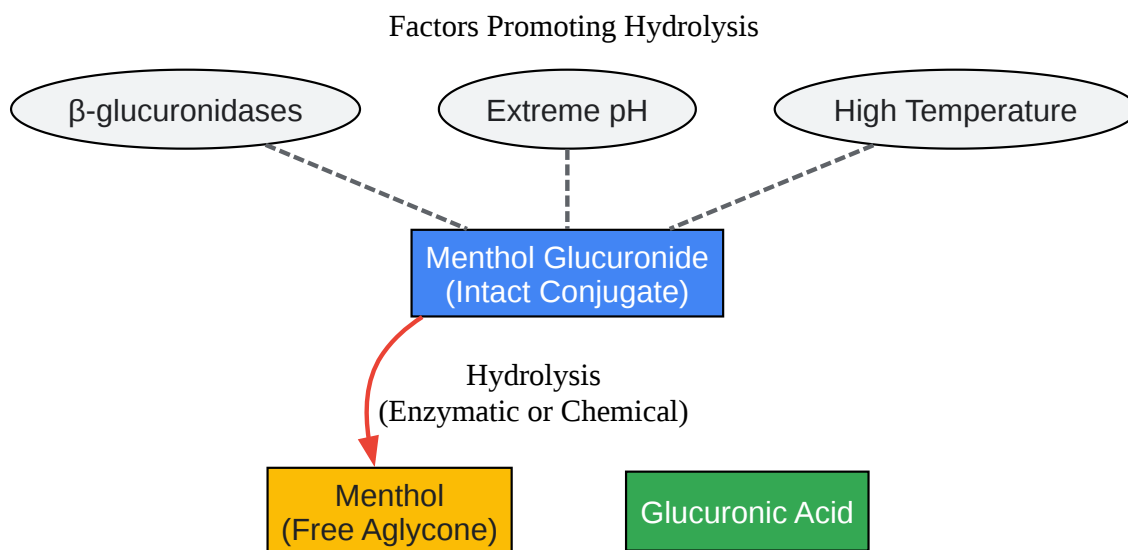 Factors Promoting Hydrolysis
β-glucuronidases
Extreme pH
High Temperature
Menthol Glucuronide
(Intact Conjugate)
Hydrolysis
(Enzymatic or Chemical)
Menthol
(Free Aglycone)
Glucuronic Acid